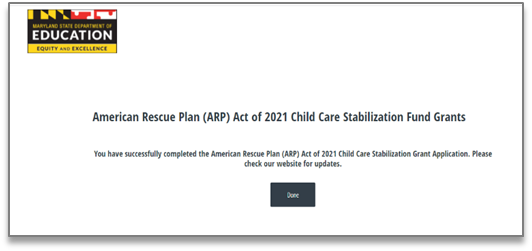 MARYLAND STATE DEPARTMENT OF
EDUCATION
EQUITY AND EXCELLENCE
American Rescue Plan (ARP) Act of 2021 Child Care Stabilization Fund Grants
You have successfully completed the American Rescue Plan (ARP) Act of 2021 Child Care Stabilization Grant Application. Please
check our website for updates.
Done